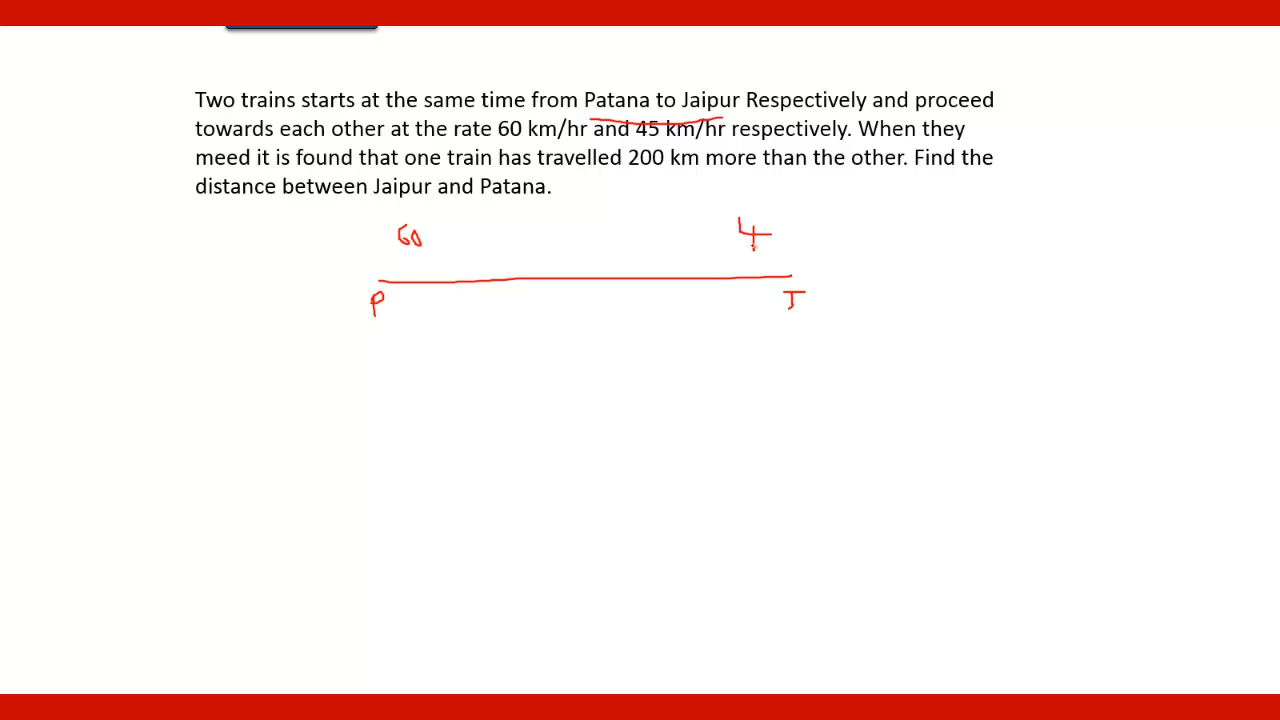 Two trains starts at the same time from Patana to Jaipur Respectively and proceed
towards each other at the rate 60 km/hr and 45 km/hr respectively. When they
meed it is found that one train has travelled 200 km more than the other. Find the
distance between Jaipur and Patana.
60 4
P J